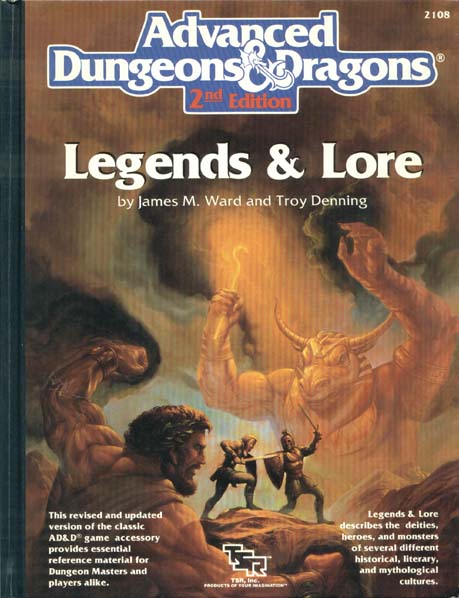 2108
Advanced
Dungeons & Dragons®
2nd Edition
Legends & Lore
by James M. Ward and Troy Denning
This revised and updated
version of the classic
AD&D® game accessory
provides essential
reference material for
Dungeon Masters and
players alike.
Legends & Lore
describes the deities,
heroes, and monsters
of several different
historical, literary,
and mythological
cultures.
TSR
TSR, Inc.
PRODUCTS OF YOUR IMAGINATION™